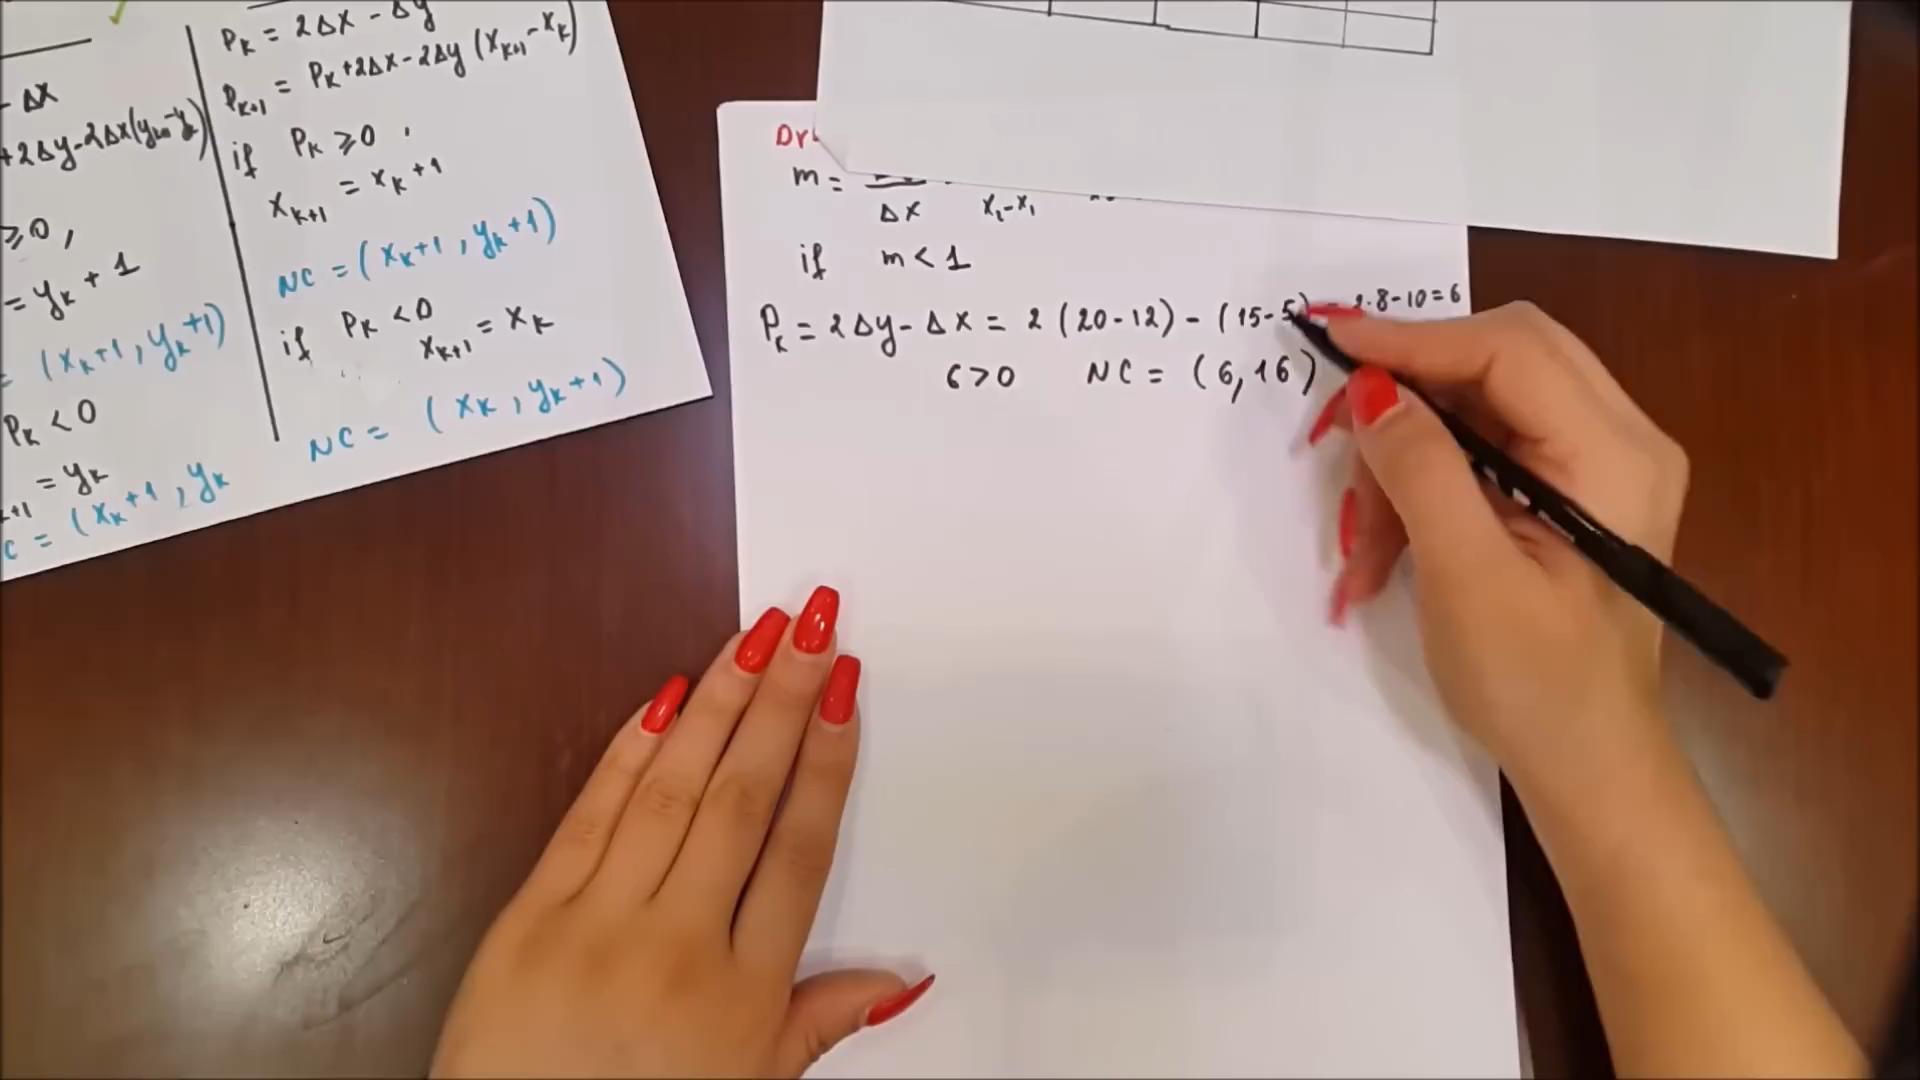 - Δx
+2Δy-2Δx(y
≥0,
= yₖ + 1
= (xₖ+1, yₖ+1)
Pₖ < 0
= yₖ
= (xₖ+1, yₖ
Pₖ = 2Δx - Δy
Pₖ₊₁ = Pₖ+2Δx-2Δy (xₖ₊₁-xₖ)
if Pₖ ≥0,
xₖ₊₁ = xₖ+1
NC = (xₖ+1, yₖ+1)
if Pₖ <0
xₖ₊₁ = xₖ
NC = (xₖ, yₖ+1)
m =
Δx x₂-x₁
if m < 1
Pₖ = 2Δy - Δx = 2 (20-12) - (15-5) = 2·8-10=6
6>0 NC = (6, 16)